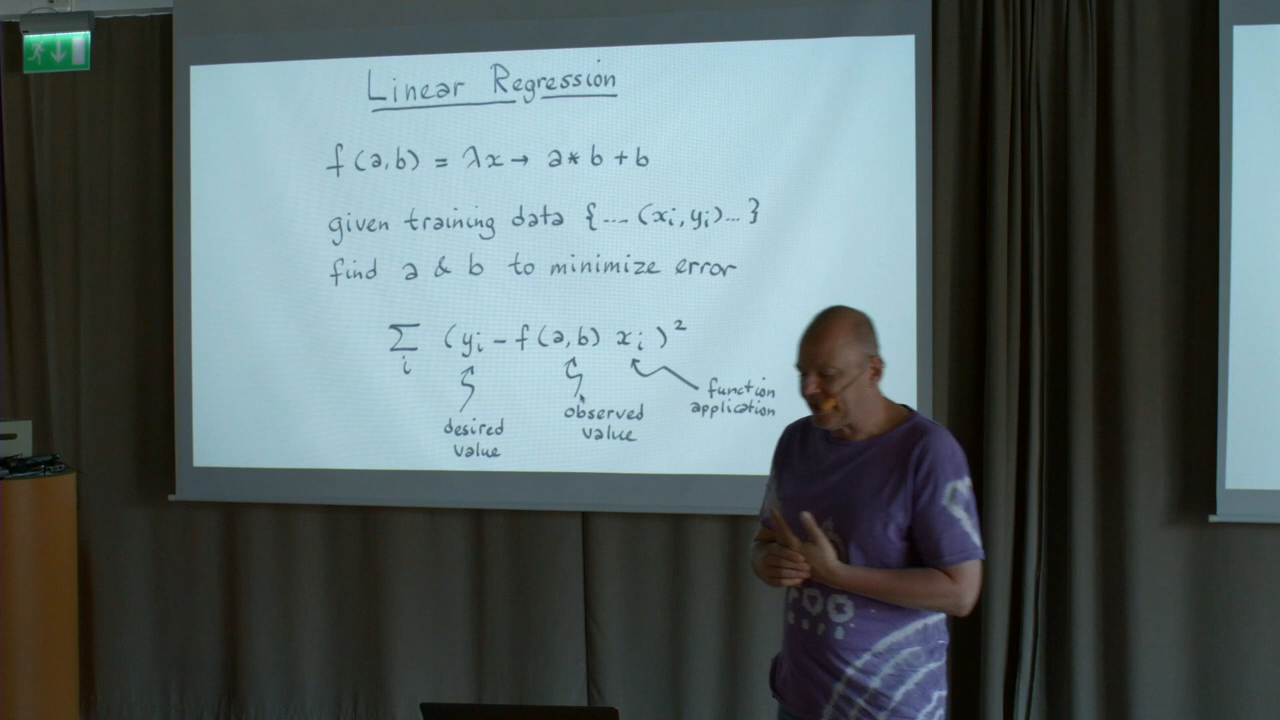 Linear Regression
f(a,b) = λx → a * b + b
given training data {... (xᵢ,yᵢ)... }
find a & b to minimize error
∑ᵢ (yᵢ - f(a,b) xᵢ)²
desired value
observed value
function application